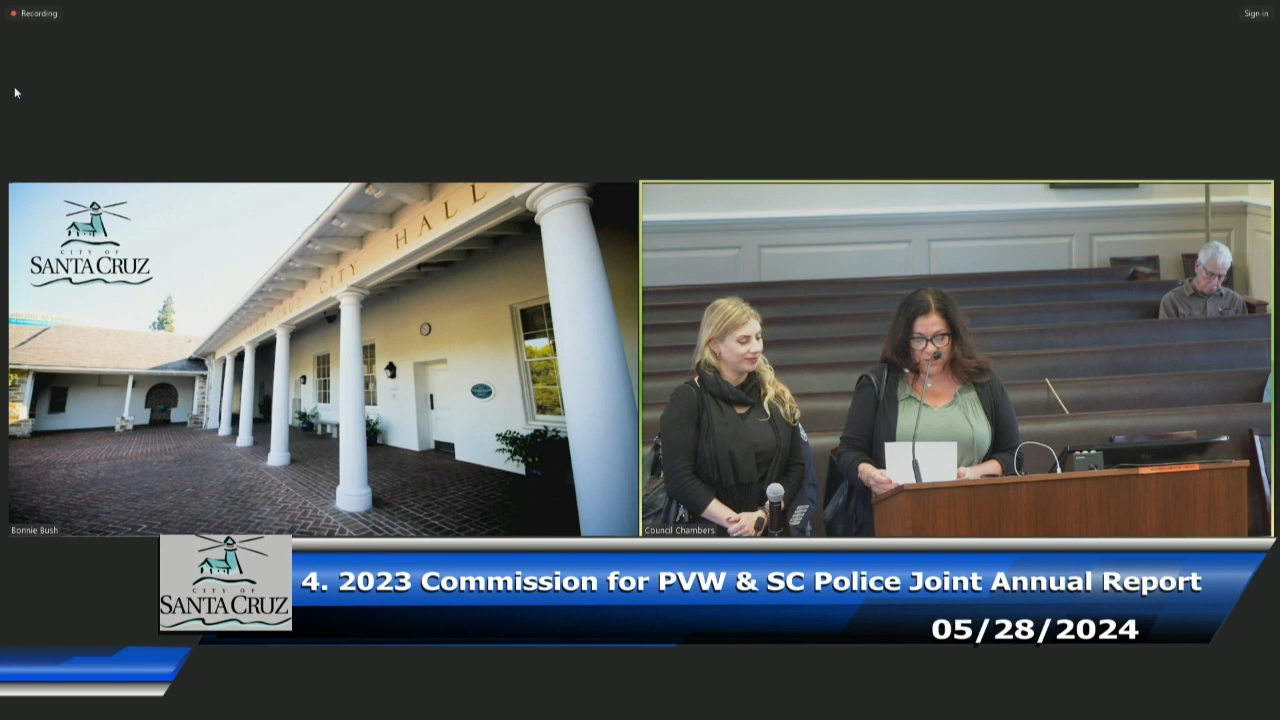 Recording
Sign in
CITY OF
SANTA CRUZ
CITY HALL
Bonnie Bush
Council Chambers
CITY OF
SANTA CRUZ
4. 2023 Commission for PVW & SC Police Joint Annual Report
05/28/2024